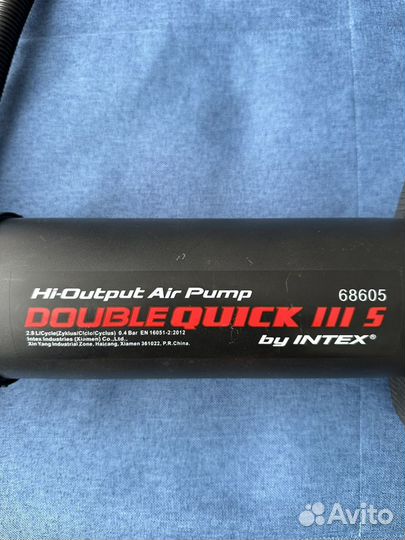 Hi-Output Air Pump 68605
DOUBLE QUICK III S
by INTEX®
2.8 L/Cycle(Zyklus/Ciclo/Cyclus) 0.4 Bar EN 16051-2:2012
Intex Industries (Xiamen) Co.,Ltd.,
Xin Yang Industrial Zone, Haicang, Xiamen 361022, P.R.China.
Avito